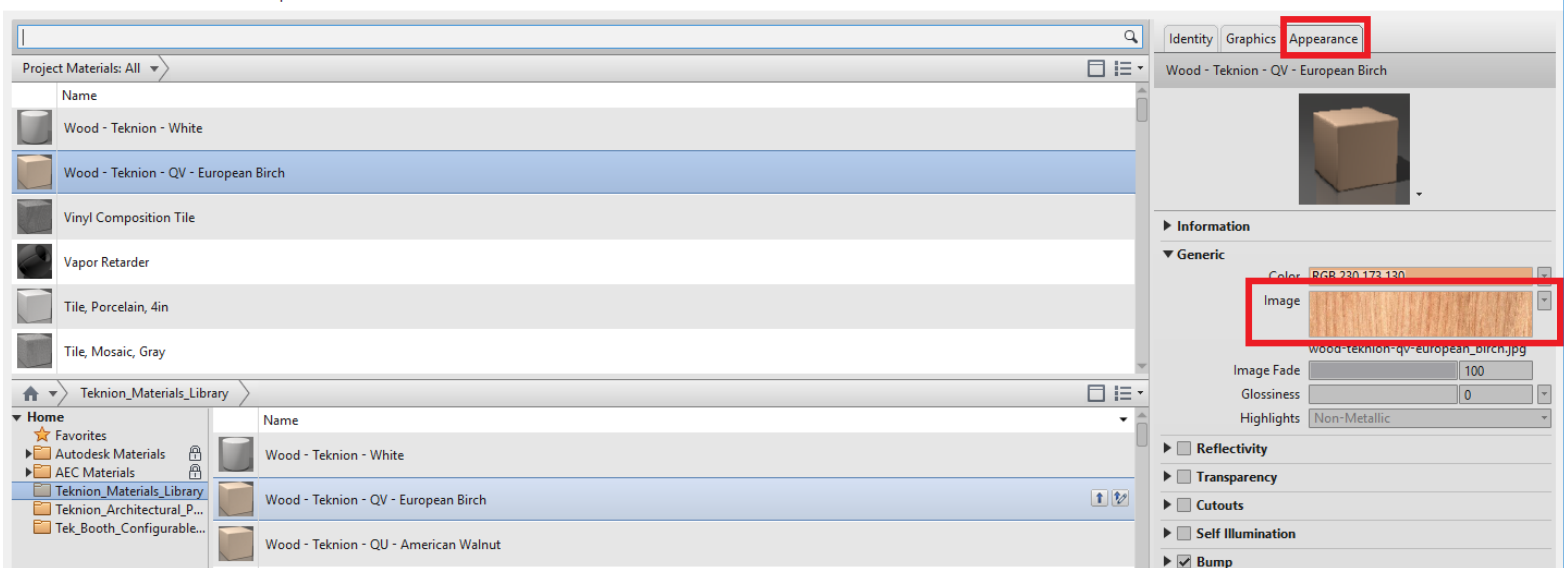 Project Materials: All
Name
Wood - Teknion - White
Wood - Teknion - QV - European Birch
Vinyl Composition Tile
Vapor Retarder
Tile, Porcelain, 4in
Tile, Mosaic, Gray
Teknion_Materials_Library
Home
Favorites
Autodesk Materials
AEC Materials
Teknion_Materials_Library
Teknion_Architectural_P...
Tek_Booth_Configurable...
Name
Wood - Teknion - White
Wood - Teknion - QV - European Birch
Wood - Teknion - QU - American Walnut
Identity Graphics Appearance
Wood - Teknion - QV - European Birch
Information
Generic
Color RGB 230 173 130
Image
wood-teknion-qv-european_birch.jpg
Image Fade 100
Glossiness 0
Highlights Non-Metallic
Reflectivity
Transparency
Cutouts
Self Illumination
Bump